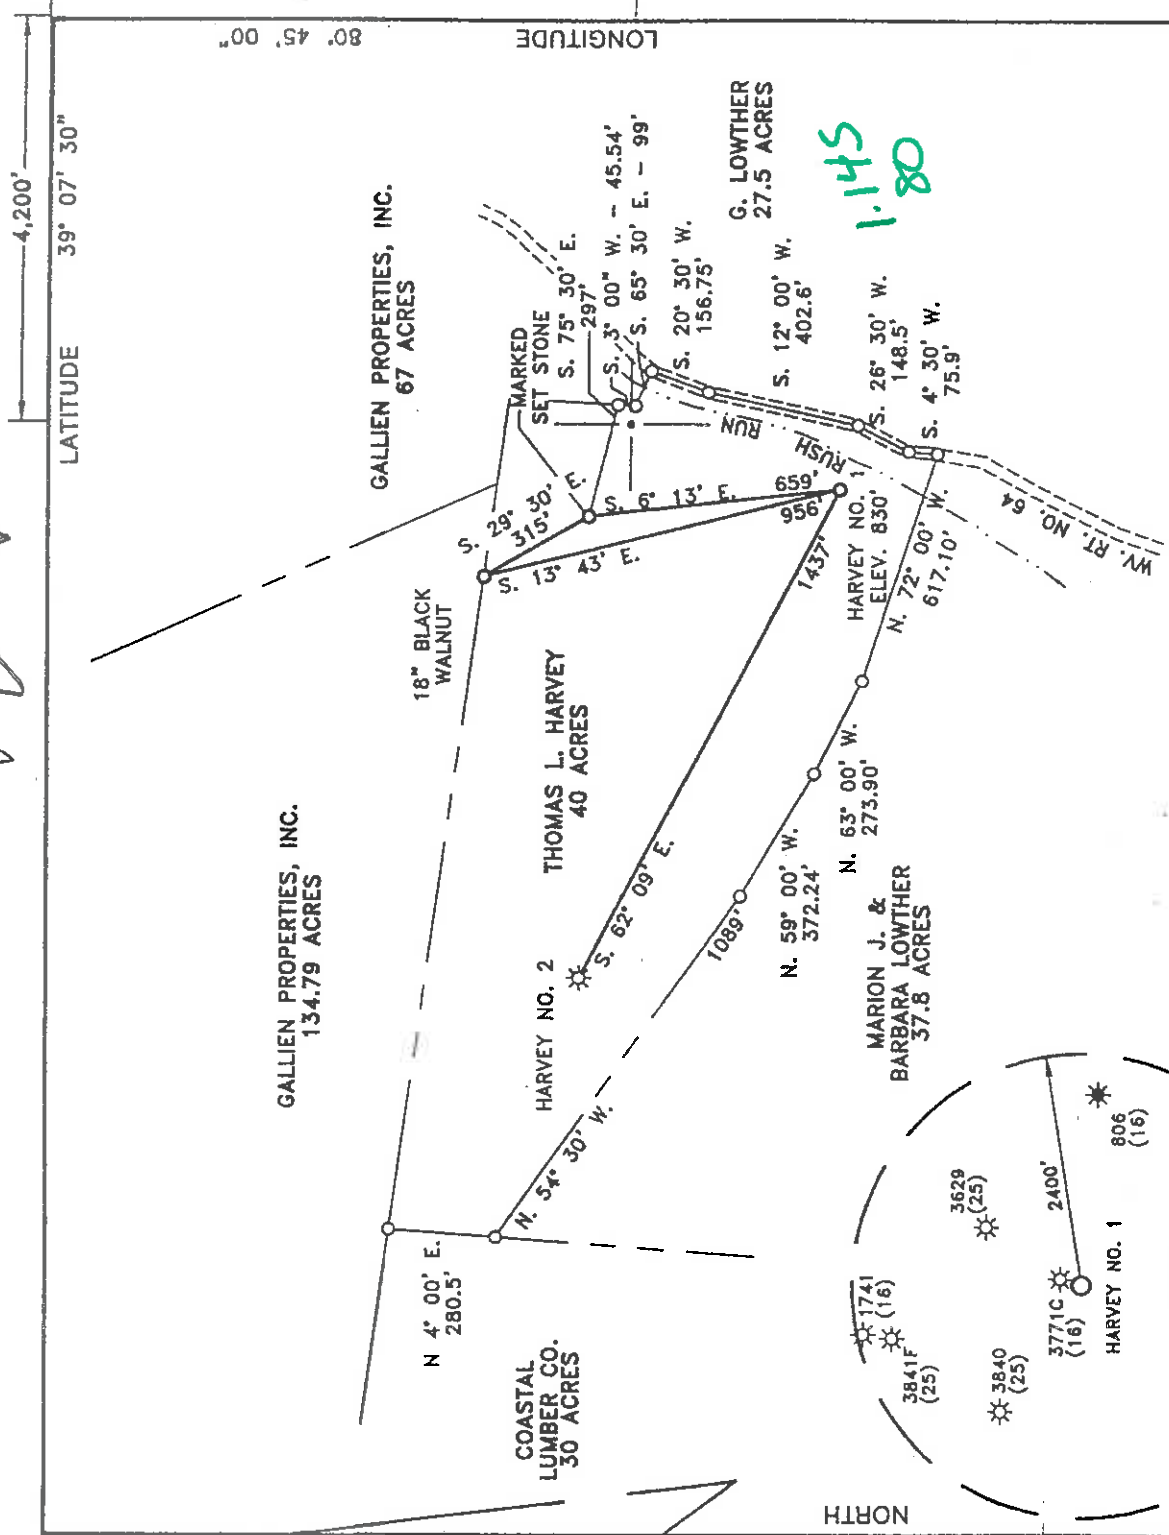 4,200'
LATITUDE 39° 07' 30"
80° 45' 00"
LONGITUDE
GALLIEN PROPERTIES, INC.
67 ACRES
GALLIEN PROPERTIES, INC.
134.79 ACRES
MARKED
SET STONE
S. 75° 30' E.
297'
S. 3° 00" W. - 45.54'
S. 65° 30' E. - 99'
S. 20° 30' W.
156.75'
G. LOWTHER
27.5 ACRES
1.145
80
S. 12° 00' W.
402.6'
S. 26° 30' W.
148.5'
S. 4° 30' W.
75.9'
RUSH RUN
WV. RT. NO. 64
S. 29° 30' E.
315'
S. 6° 13' E.
659'
S. 13° 43' E.
956'
18" BLACK
WALNUT
THOMAS L. HARVEY
40 ACRES
1437'
S. 62° 09' E.
HARVEY NO. 1
ELEV. 830'
N. 72° 00' W.
617.10'
N. 63° 00' W.
273.90'
N. 59° 00' W.
372.24'
1089'
N. 54° 30' W.
HARVEY NO. 2
MARION J. &
BARBARA LOWTHER
37.8 ACRES
N 4° 00' E.
280.5'
COASTAL
LUMBER CO.
30 ACRES
1741
(16)
3841F
(25)
3840
(25)
3629
(25)
3771C
(16)
2400'
806
(16)
HARVEY NO. 1
NORTH